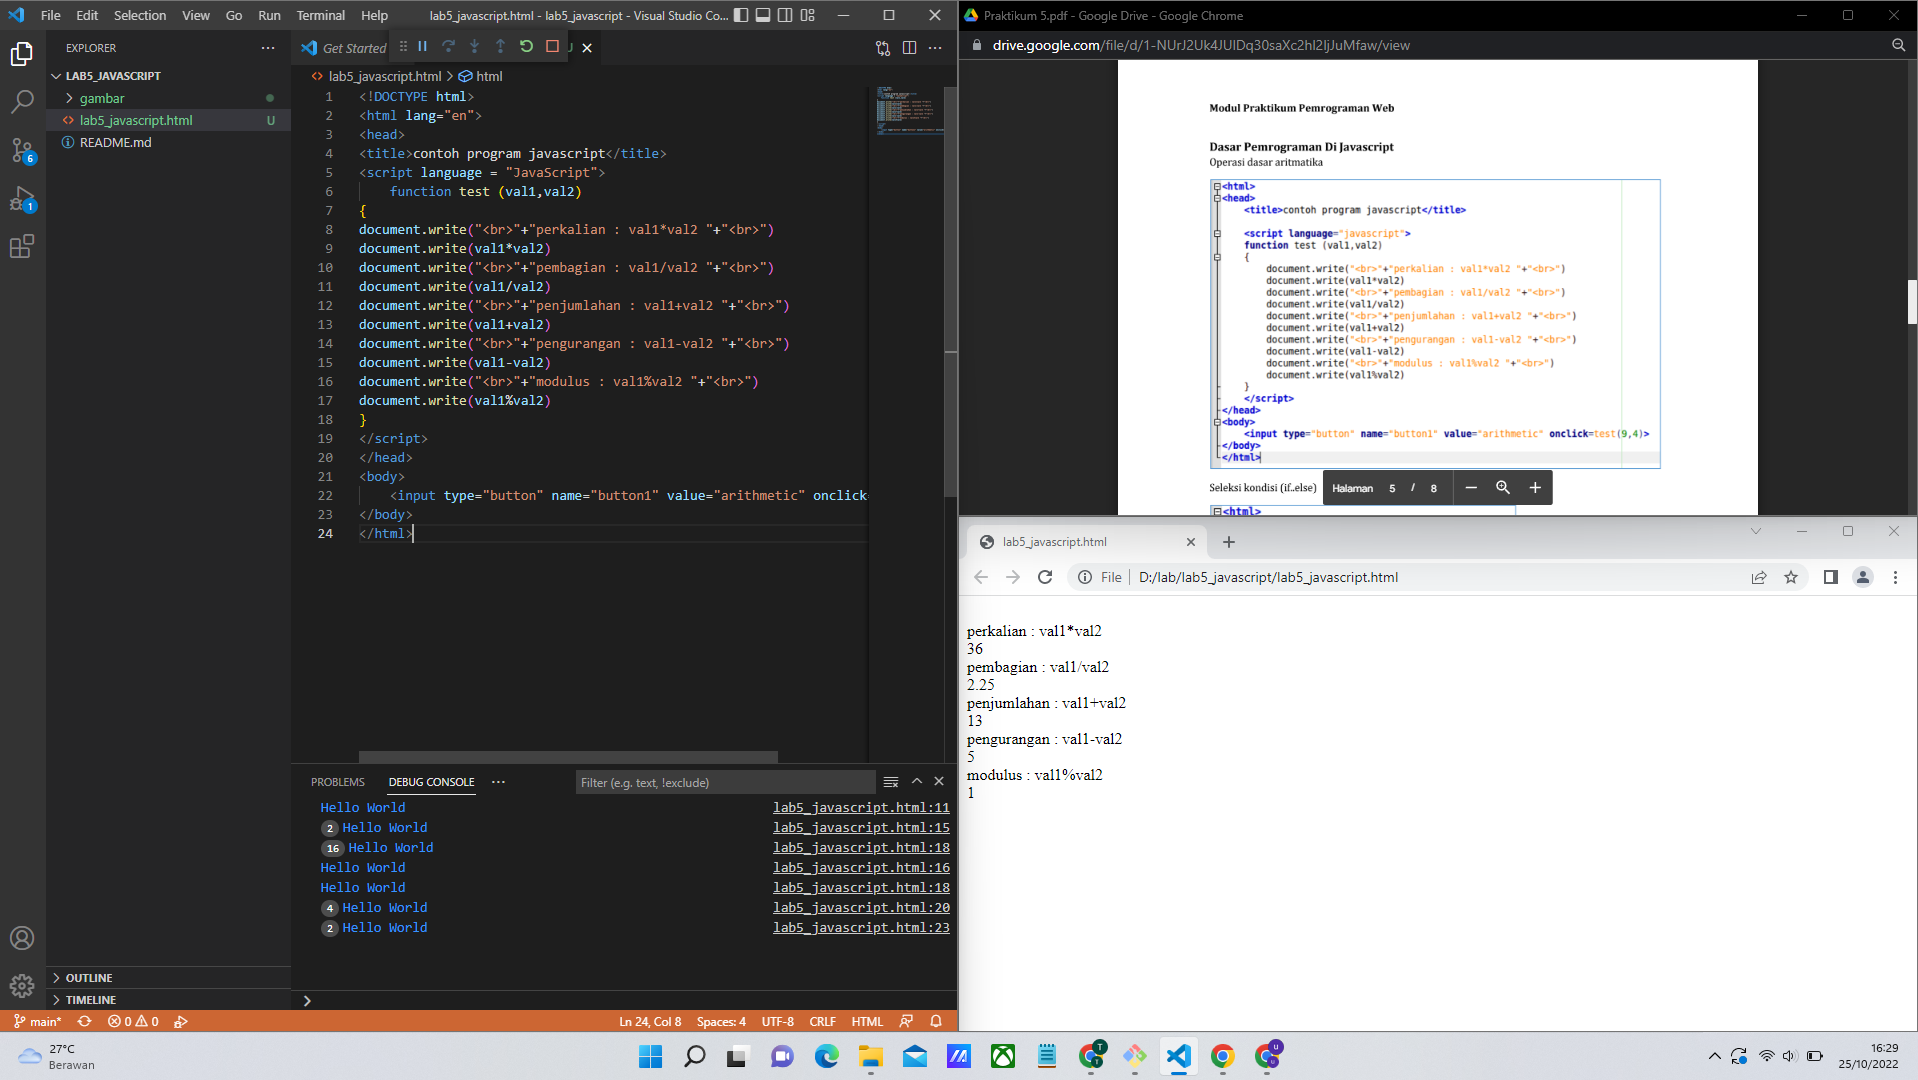 File Edit Selection View Go Run Terminal Help
lab5_javascript.html - lab5_javascript - Visual Studio Co...
EXPLORER
LAB5_JAVASCRIPT
gambar
lab5_javascript.html U
README.md
OUTLINE
TIMELINE
6
1
Get Started
U
lab5_javascript.html > html
1 <!DOCTYPE html>
2 <html lang="en">
3 <head>
4 <title>contoh program javascript</title>
5 <script language = "JavaScript">
6 function test (val1,val2)
7 {
8 document.write("<br>"+"perkalian : val1*val2 "+"<br>")
9 document.write(val1*val2)
10 document.write("<br>"+"pembagian : val1/val2 "+"<br>")
11 document.write(val1/val2)
12 document.write("<br>"+"penjumlahan : val1+val2 "+"<br>")
13 document.write(val1+val2)
14 document.write("<br>"+"pengurangan : val1-val2 "+"<br>")
15 document.write(val1-val2)
16 document.write("<br>"+"modulus : val1%val2 "+"<br>")
17 document.write(val1%val2)
18 }
19 </script>
20 </head>
21 <body>
22 <input type="button" name="button1" value="arithmetic" onclick=
23 </body>
24 </html>
PROBLEMS DEBUG CONSOLE
Filter (e.g. text, !exclude)
Hello World lab5_javascript.html:11
2 Hello World lab5_javascript.html:15
16 Hello World lab5_javascript.html:18
Hello World lab5_javascript.html:16
Hello World lab5_javascript.html:18
4 Hello World lab5_javascript.html:20
2 Hello World lab5_javascript.html:23
main* 0 0
Ln 24, Col 8 Spaces: 4 UTF-8 CRLF HTML
Praktikum 5.pdf - Google Drive - Google Chrome
Modul Praktikum Pemrograman Web
Dasar Pemrograman Di Javascript
Operasi dasar aritmatika
<html>
<head>
<title>contoh program javascript</title>
<script language="javascript">
function test (val1,val2)
{
document.write("<br>"+"perkalian : val1*val2 "+"<br>")
document.write(val1*val2)
document.write("<br>"+"pembagian : val1/val2 "+"<br>")
document.write(val1/val2)
document.write("<br>"+"penjumlahan : val1+val2 "+"<br>")
document.write(val1+val2)
document.write("<br>"+"pengurangan : val1-val2 "+"<br>")
document.write(val1-val2)
document.write("<br>"+"modulus : val1%val2 "+"<br>")
document.write(val1%val2)
}
</script>
</head>
<body>
<input type="button" name="button1" value="arithmetic" onclick=test(9,4)>
</body>
</html>
Seleksi kondisi (if..else)
Halaman 5 / 8
<html>
lab5_javascript.html
File D:/lab/lab5_javascript/lab5_javascript.html
perkalian : val1*val2
36
pembagian : val1/val2
2.25
penjumlahan : val1+val2
13
pengurangan : val1-val2
5
modulus : val1%val2
1
27°C
Berawan
16:29
25/10/2022